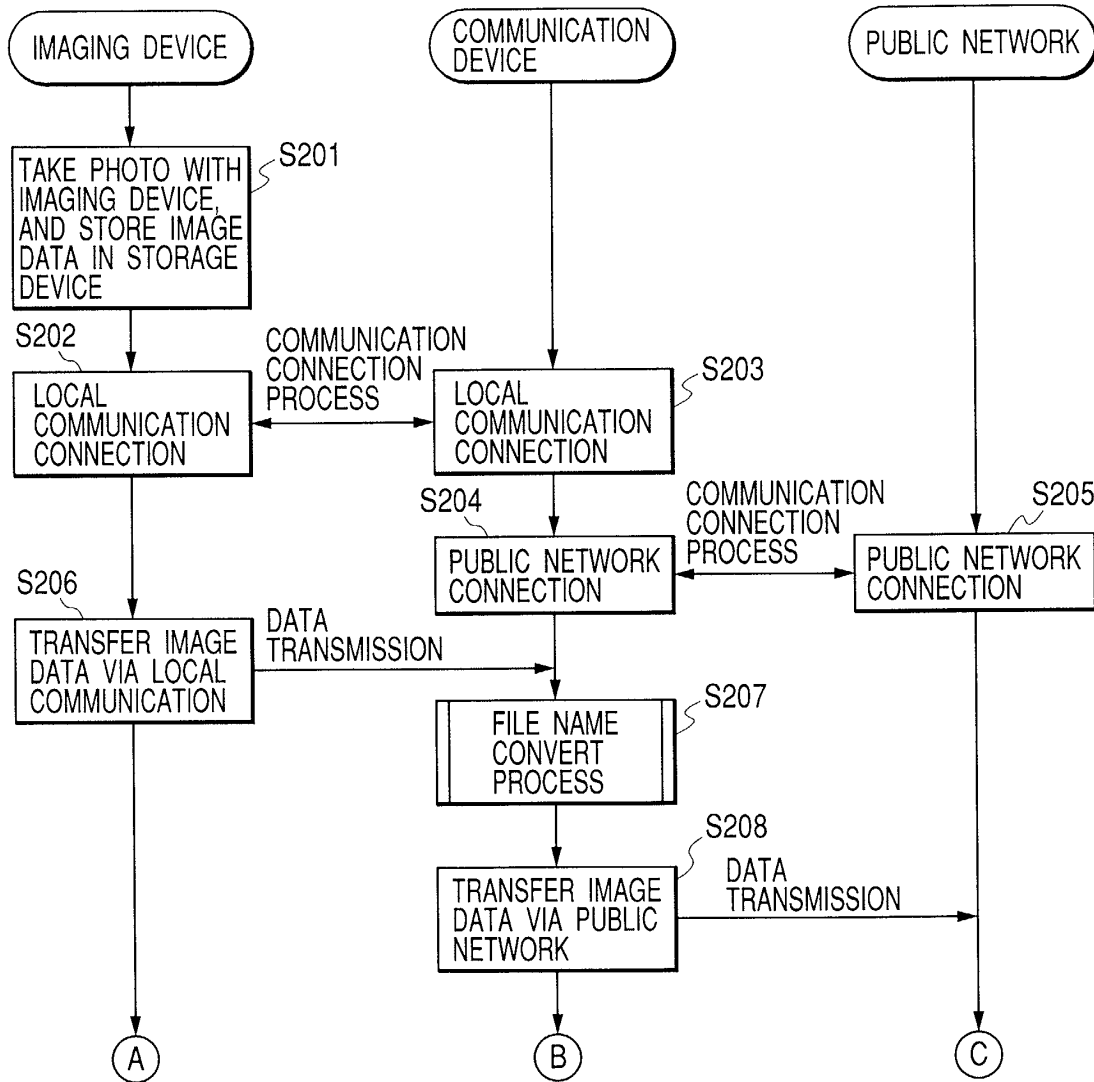 IMAGING DEVICE
COMMUNICATION
DEVICE
PUBLIC NETWORK
S201
TAKE PHOTO WITH
IMAGING DEVICE,
AND STORE IMAGE
DATA IN STORAGE
DEVICE
S202
COMMUNICATION
CONNECTION
PROCESS
S203
LOCAL
COMMUNICATION
CONNECTION
LOCAL
COMMUNICATION
CONNECTION
S204
COMMUNICATION
CONNECTION
PROCESS
S205
PUBLIC NETWORK
CONNECTION
PUBLIC NETWORK
CONNECTION
S206
TRANSFER IMAGE
DATA VIA LOCAL
COMMUNICATION
DATA
TRANSMISSION
S207
FILE NAME
CONVERT
PROCESS
S208
TRANSFER IMAGE
DATA VIA PUBLIC
NETWORK
DATA
TRANSMISSION
A
B
C